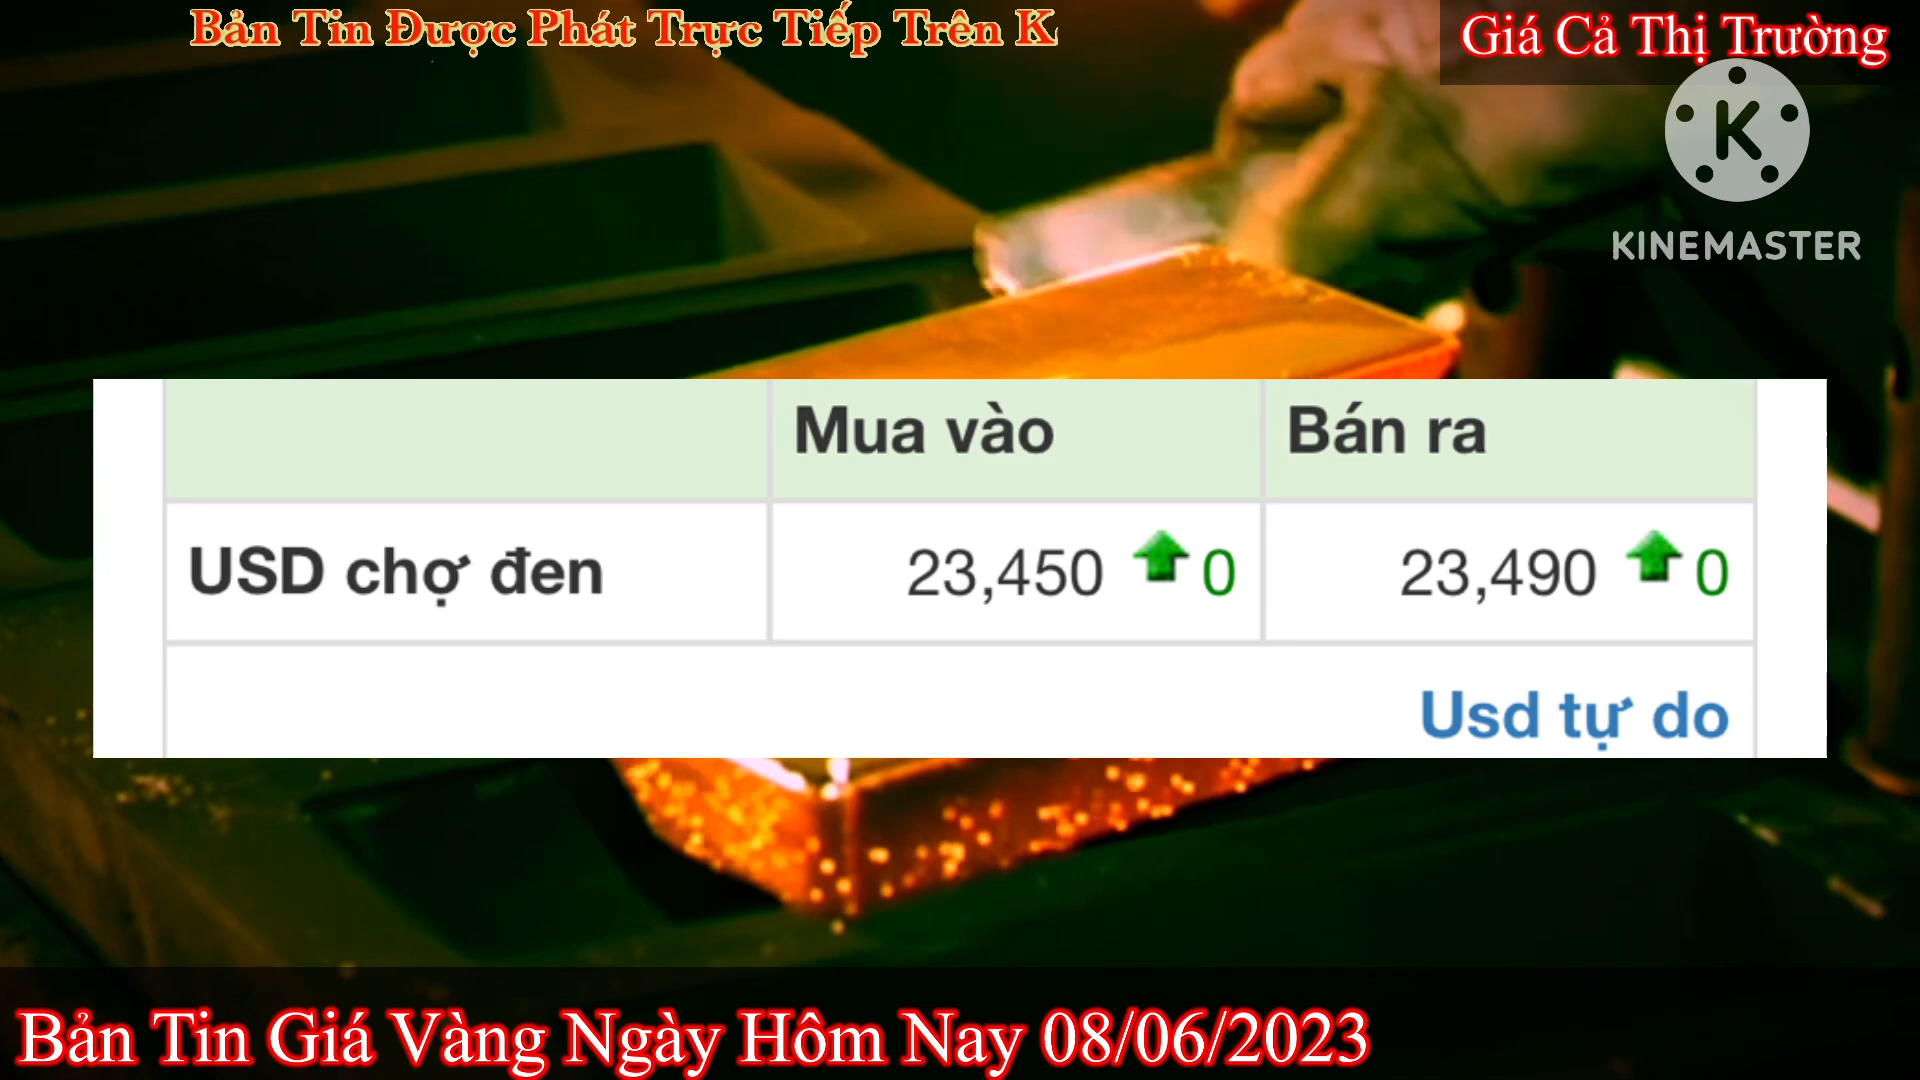 Bản Tin Được Phát Trực Tiếp Trên K
Giá Cả Thị Trường
K
KINEMASTER
Mua vào Bán ra
USD chợ đen 23,450 0 23,490 0
Usd tự do
Bản Tin Giá Vàng Ngày Hôm Nay 08/06/2023